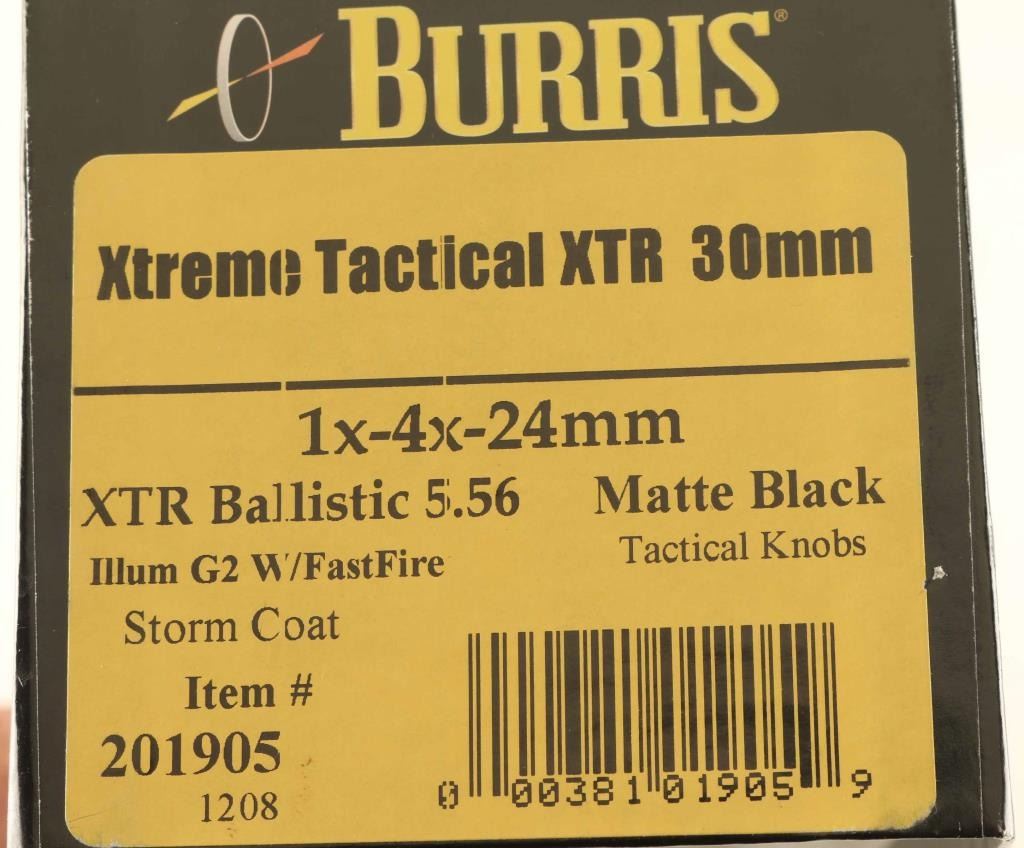 BURRIS®
Xtreme Tactical XTR 30mm
1x-4x-24mm
XTR Ballistic 5.56 Matte Black
Illum G2 W/FastFire Tactical Knobs
Storm Coat
Item #
201905
1208
0 00381 01905 9